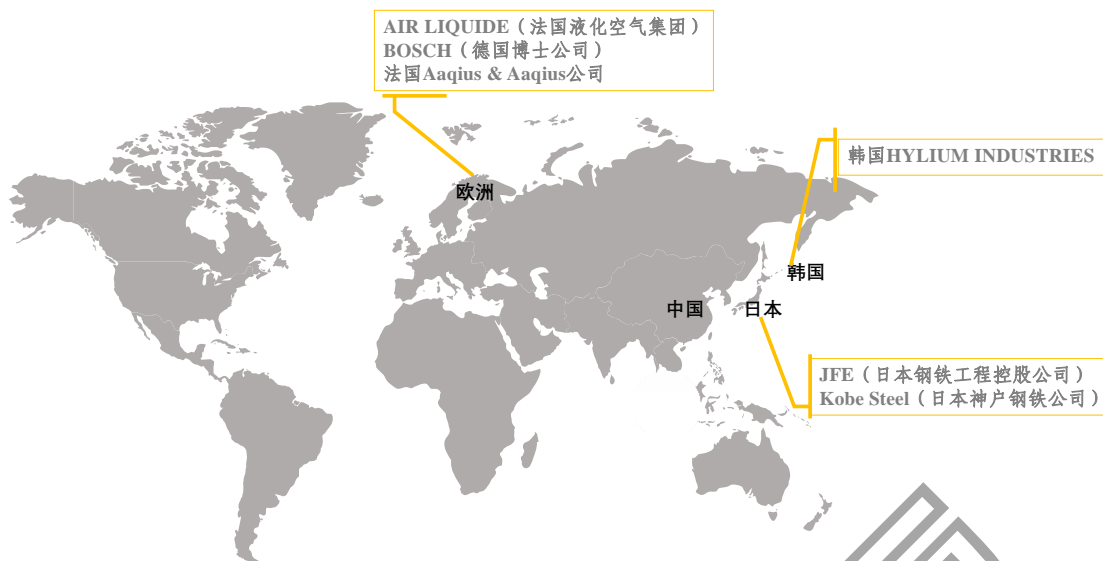 AIR LIQUIDE（法国液化空气集团）
BOSCH（德国博士公司）
法国Aaqius & Aaqius公司
韩国HYLIUM INDUSTRIES
欧洲
韩国
中国
日本
JFE（日本钢铁工程控股公司）
Kobe Steel（日本神户钢铁公司）